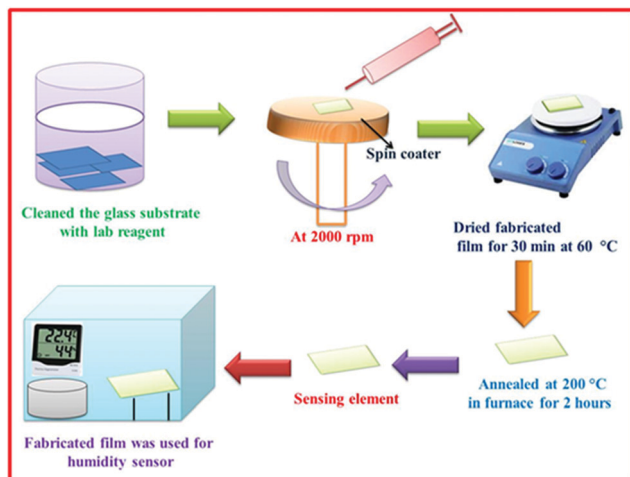 Spin coater
Cleaned the glass substrate
with lab reagent
At 2000 rpm
Dried fabricated
film for 30 min at 60 °C
22.4°
44
Sensing element
Annealed at 200 °C
in furnace for 2 hours
Fabricated film was used for
humidity sensor